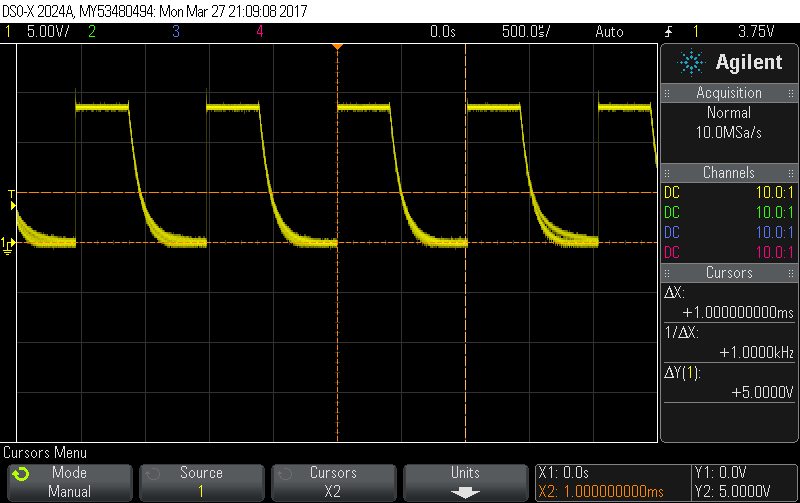 DSO-X 2024A, MY53480494: Mon Mar 27 21:09:08 2017
1 5.00V/ 2 3 4 0.0s 500.0us/ Auto 1 3.75V
Agilent
Acquisition
Normal
10.0MSa/s
Channels
DC 10.0:1
DC 10.0:1
DC 10.0:1
DC 10.0:1
Cursors
ΔX:
+1.000000000ms
1/ΔX:
+1.0000kHz
ΔY(1):
+5.0000V
T
1
Cursors Menu
Mode
Manual
Source
1
Cursors
X2
Units
X1: 0.0s
X2: 1.000000000ms
Y1: 0.0V
Y2: 5.0000V